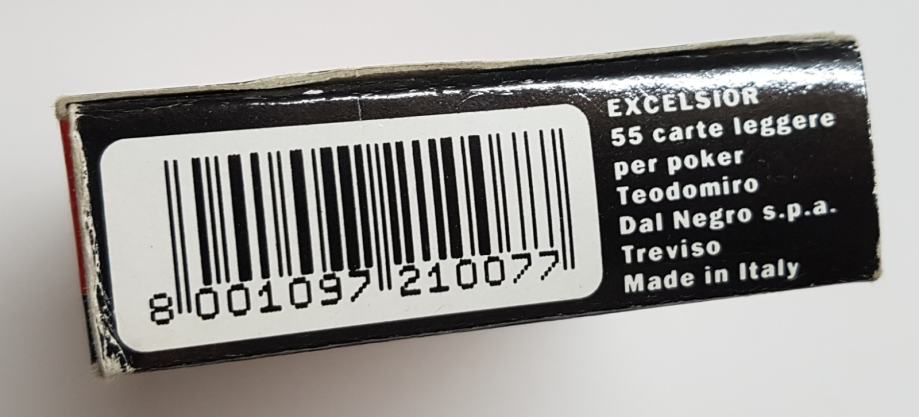 8 001097 210077
EXCELSIOR
55 carte leggere
per poker
Teodomiro
Dal Negro s.p.a.
Treviso
Made in Italy